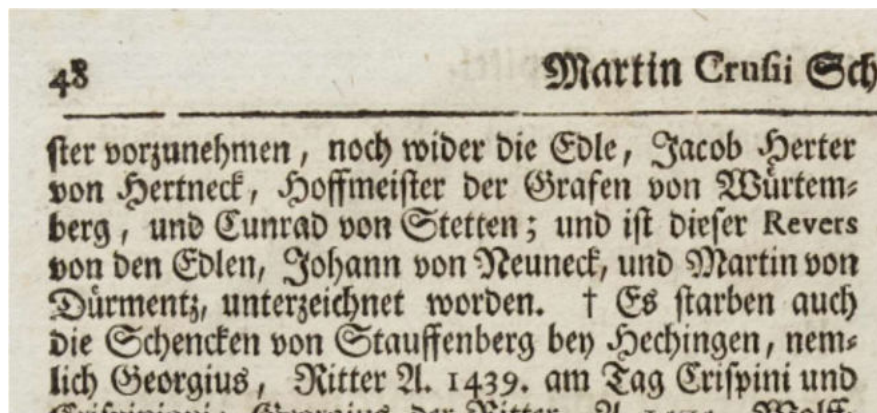 48 Martin Crusii Sch
ster vorzunehmen, noch wider die Edle, Jacob Herter
von Hertneck, Hoffmeister der Grafen von Würtem-
berg, und Cunrad von Stetten; und ist dieser Revers
von den Edlen, Johann von Neuneck, und Martin von
Dürmentz, unterzeichnet worden. † Es starben auch
die Schencken von Stauffenberg bey Hechingen, nem-
lich Georgius, Ritter A. 1439. am Tag Crispini und